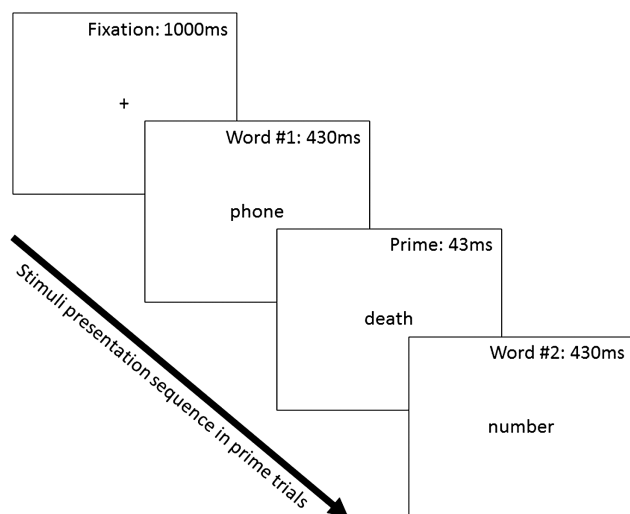 Fixation: 1000ms
+
Word #1: 430ms
phone
Prime: 43ms
death
Word #2: 430ms
number
Stimuli presentation sequence in prime trials